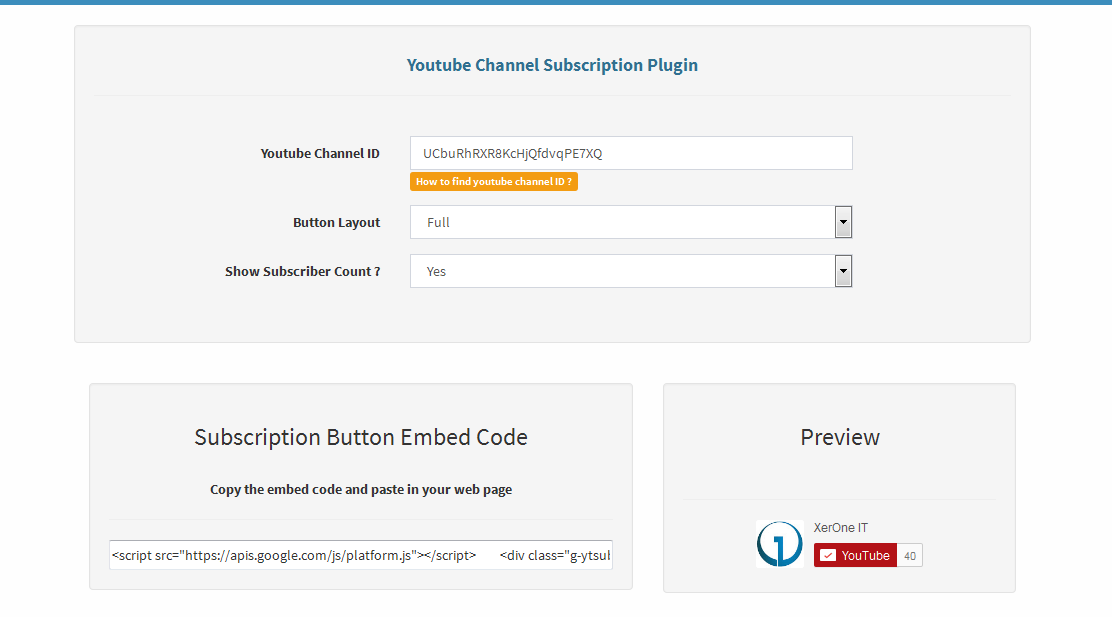 Youtube Channel Subscription Plugin
Youtube Channel ID
UCbuRhRXR8KcHjQfdvqPE7XQ
How to find youtube channel ID ?
Button Layout
Full
Show Subscriber Count ?
Yes
Subscription Button Embed Code
Copy the embed code and paste in your web page
<script src="https://apis.google.com/js/platform.js"></script> <div class="g-ytsub
Preview
XerOne IT
YouTube 40